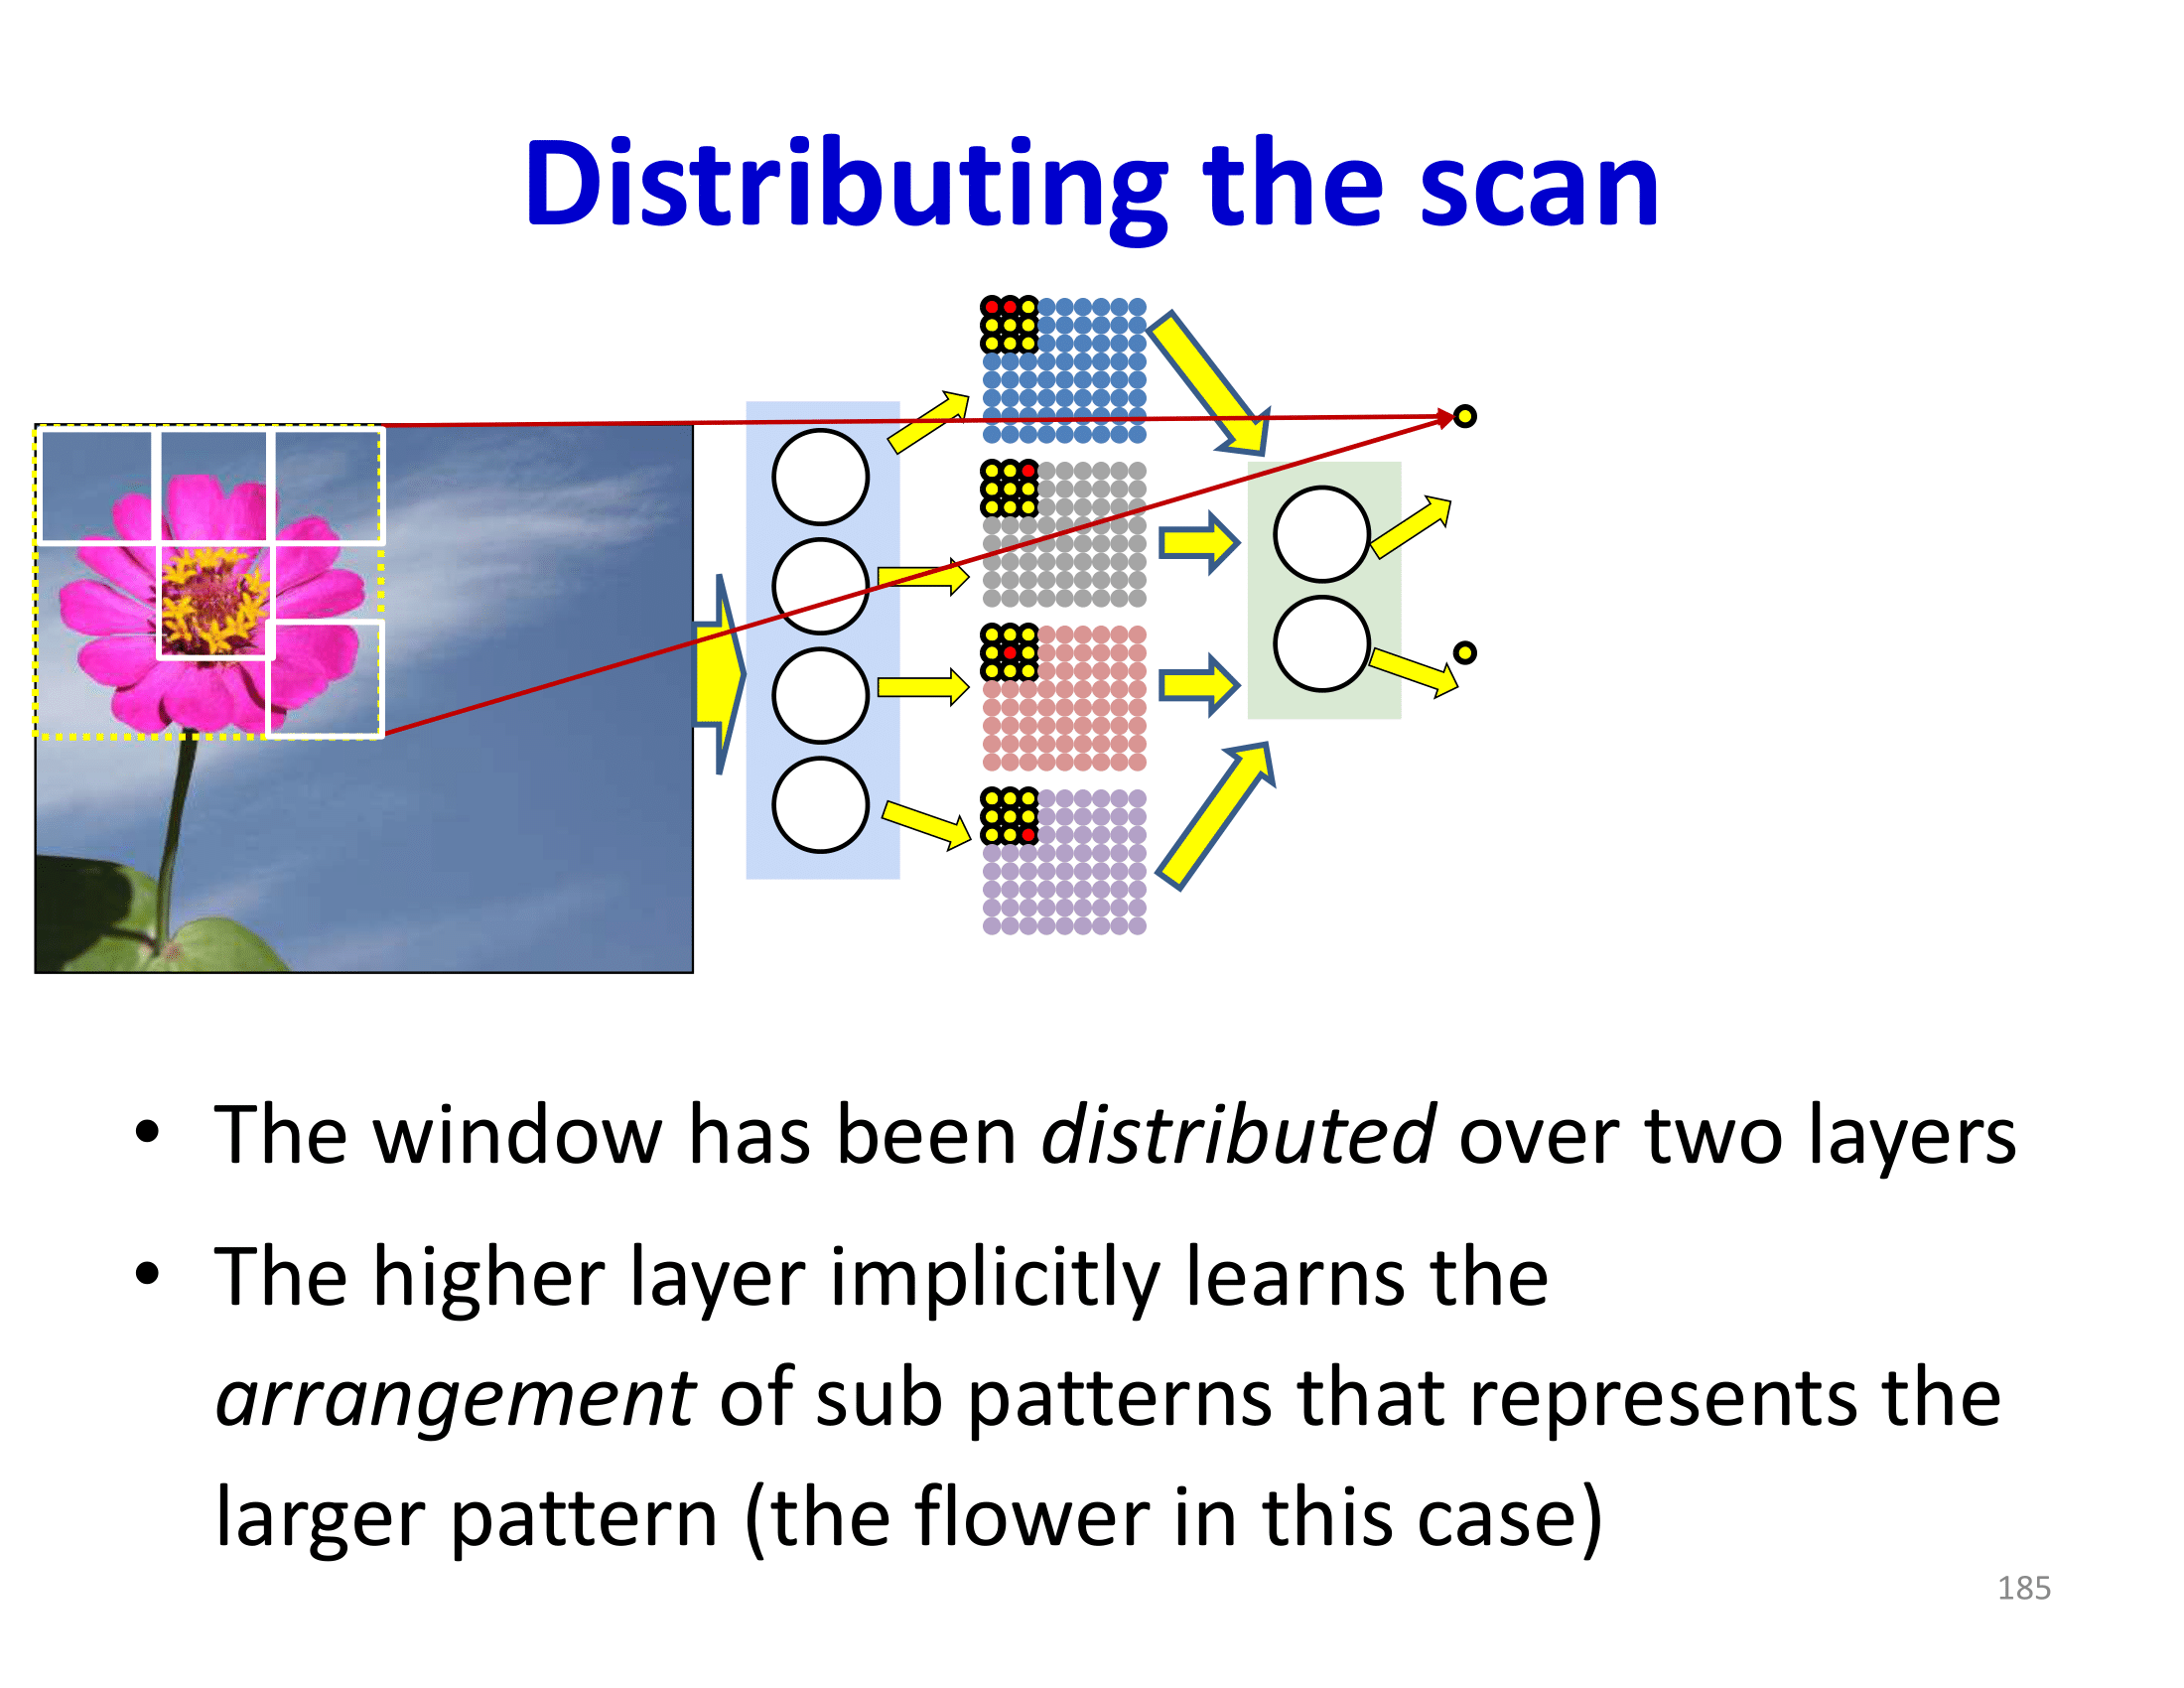 Distributing the scan
• The window has been distributed over two layers
• The higher layer implicitly learns the
arrangement of sub patterns that represents the
larger pattern (the flower in this case)
185